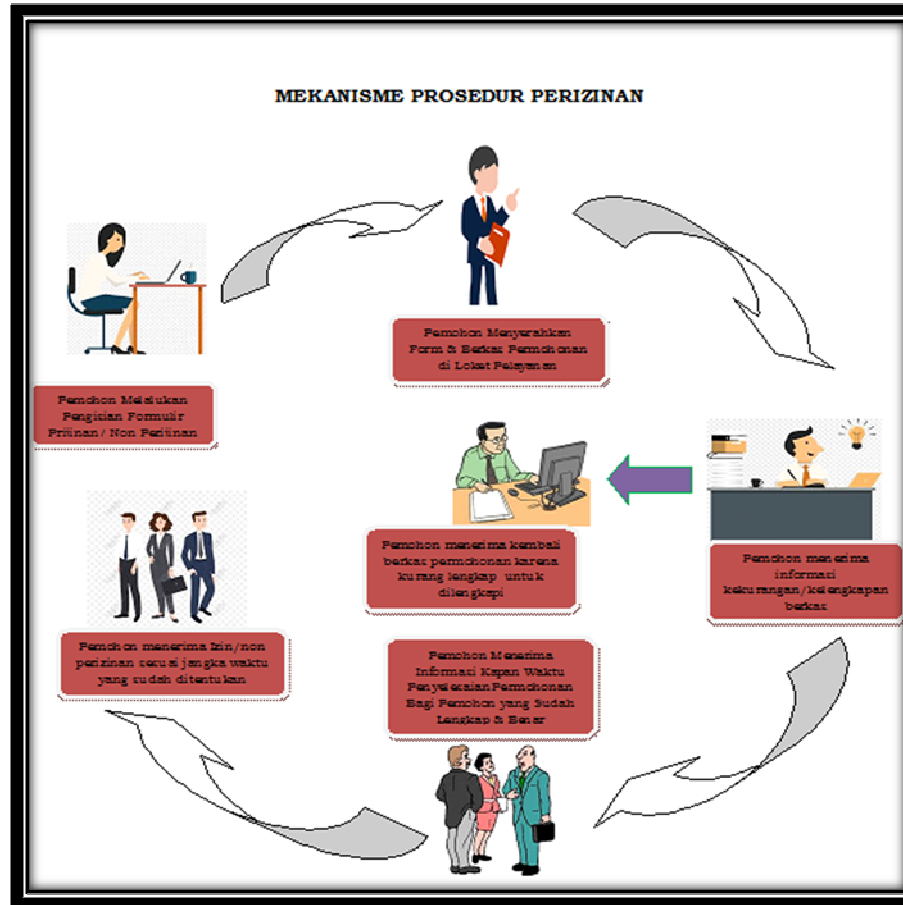 MEKANISME PROSEDUR PERIZINAN
Pemohon Menyerahkan
Form & Berkas Permohonan
di Loket Pelayanan
Pemohon Melakukan
Pengisian Formulir
Priinan / Non Periinan
Pemohon menerima kembali
berkas permohonan karena
kurang lengkap untuk
dilengkapi
Pemohon menerima
informasi
kekurangan/kelengkapan
berkas
Pemohon menerima Izin/non
perizinan sesuai jangka waktu
yang sudah ditentukan
Pemohon Menerima
Informasi Kapan Waktu
Penyelesaian Permohonan
Bagi Pemohon yang Sudah
Lengkap & Benar